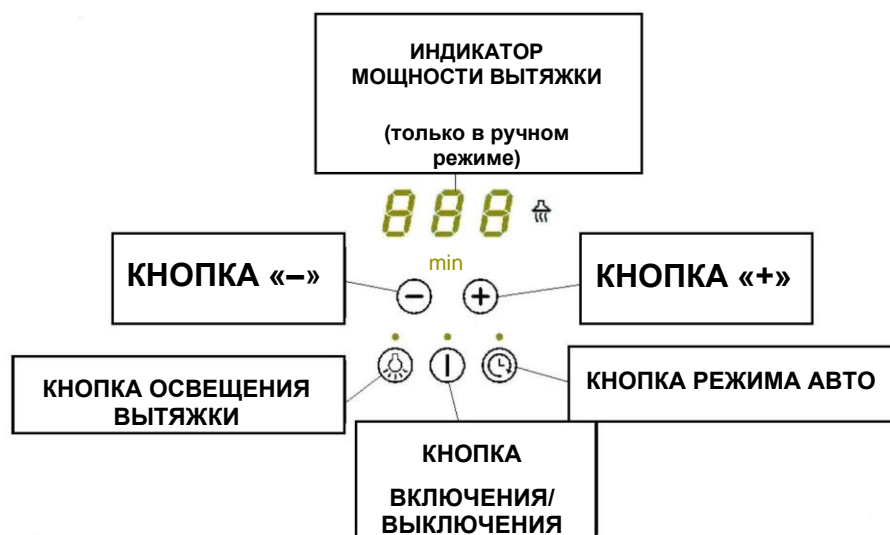 ИНДИКАТОР
МОЩНОСТИ ВЫТЯЖКИ
(только в ручном
режиме)
888
min
КНОПКА «–»
КНОПКА «+»
КНОПКА ОСВЕЩЕНИЯ
ВЫТЯЖКИ
КНОПКА РЕЖИМА АВТО
КНОПКА
ВКЛЮЧЕНИЯ/
ВЫКЛЮЧЕНИЯ